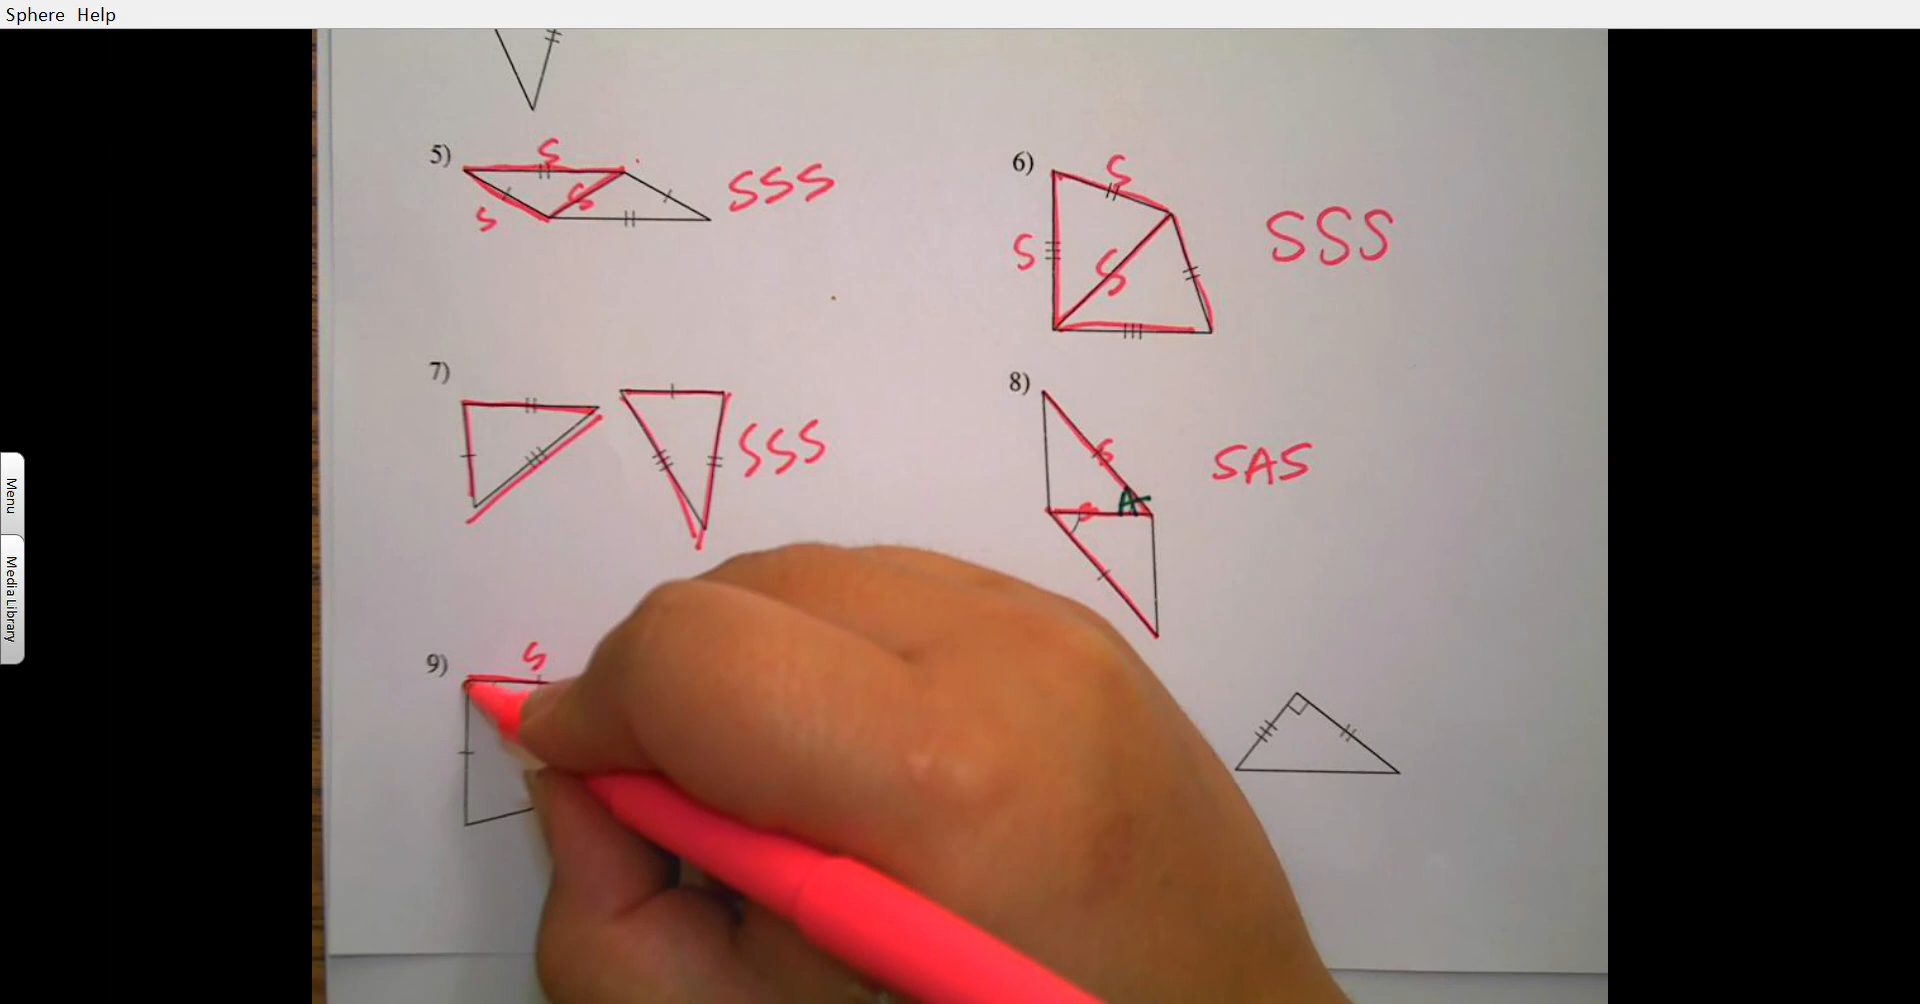 Sphere Help
5)
S
S
S
SSS
6)
S
S
S
SSS
7)
SSS
8)
S
A
SAS
9)
S
Menu
Media Library